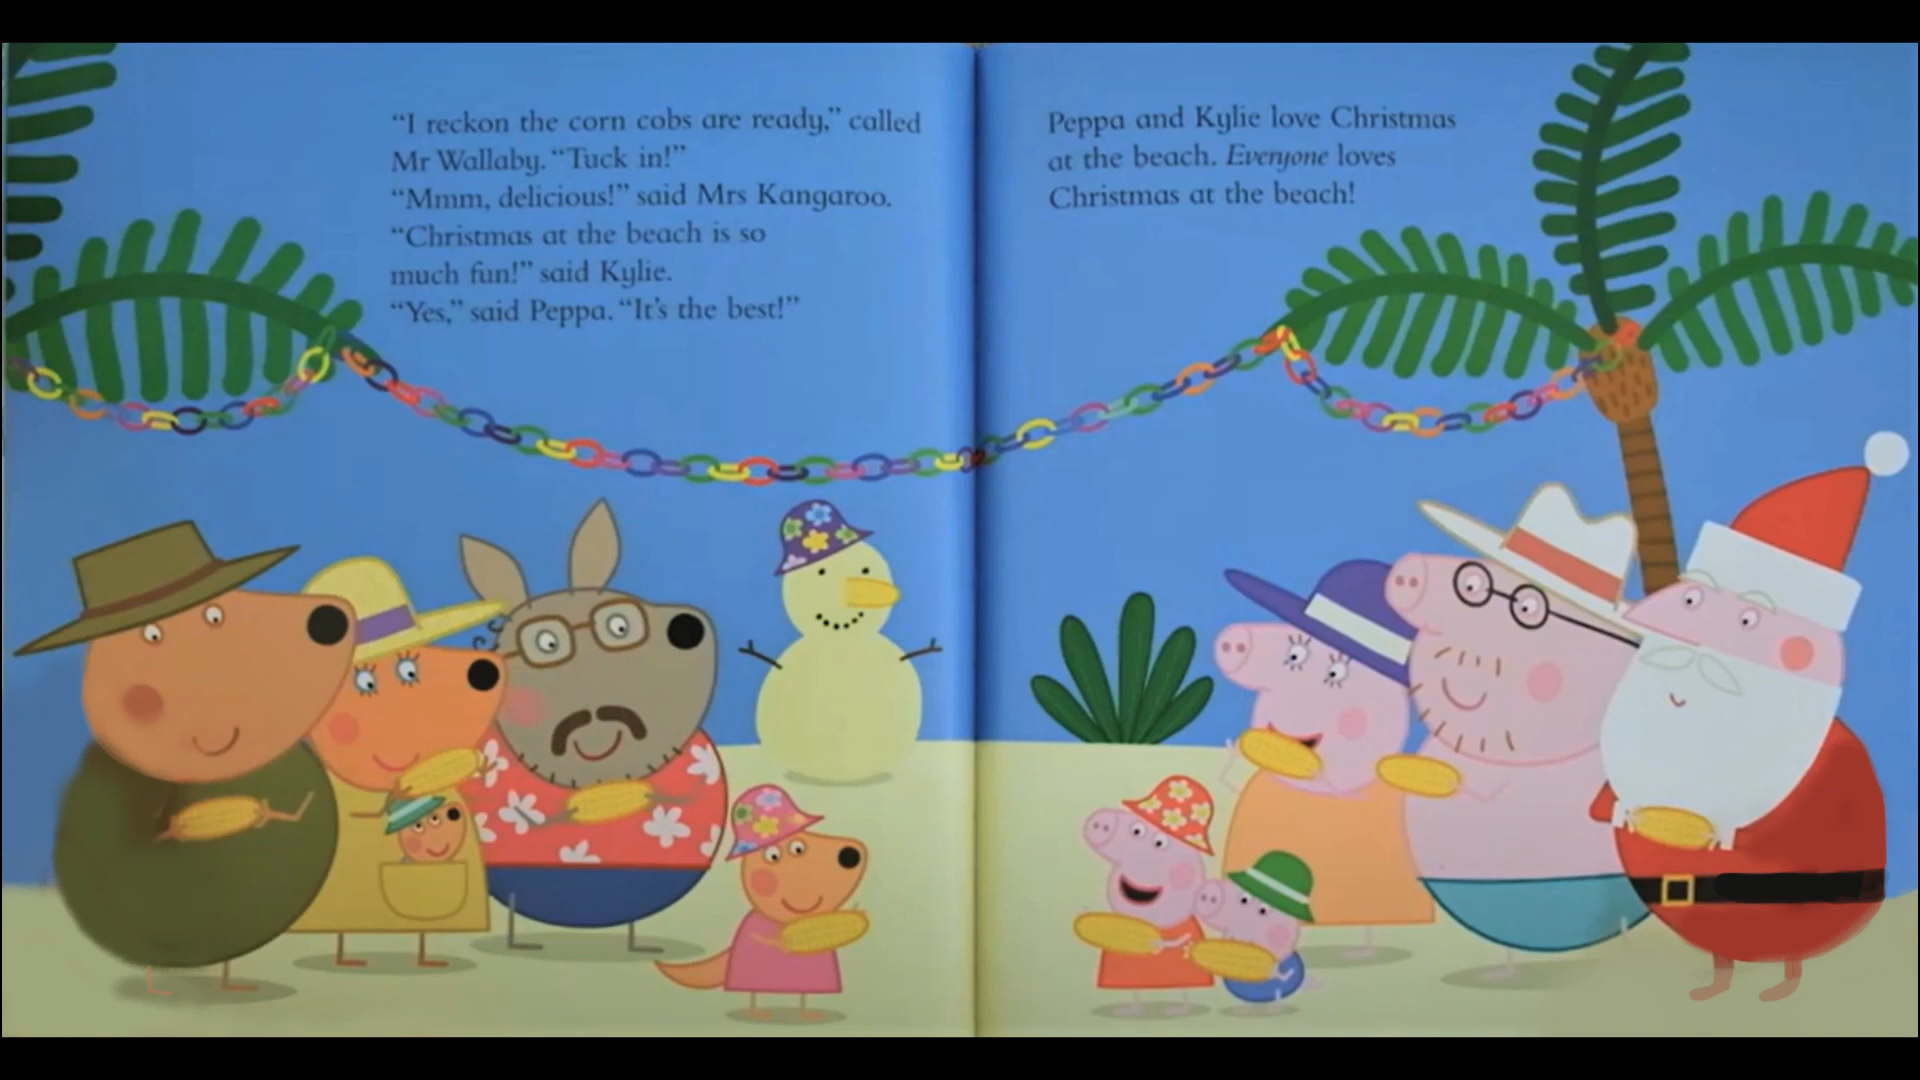 “I reckon the corn cobs are ready,” called
Mr Wallaby. “Tuck in!”
“Mmm, delicious!” said Mrs Kangaroo.
“Christmas at the beach is so
much fun!” said Kylie.
“Yes,” said Peppa. “It’s the best!”
Peppa and Kylie love Christmas
at the beach. Everyone loves
Christmas at the beach!